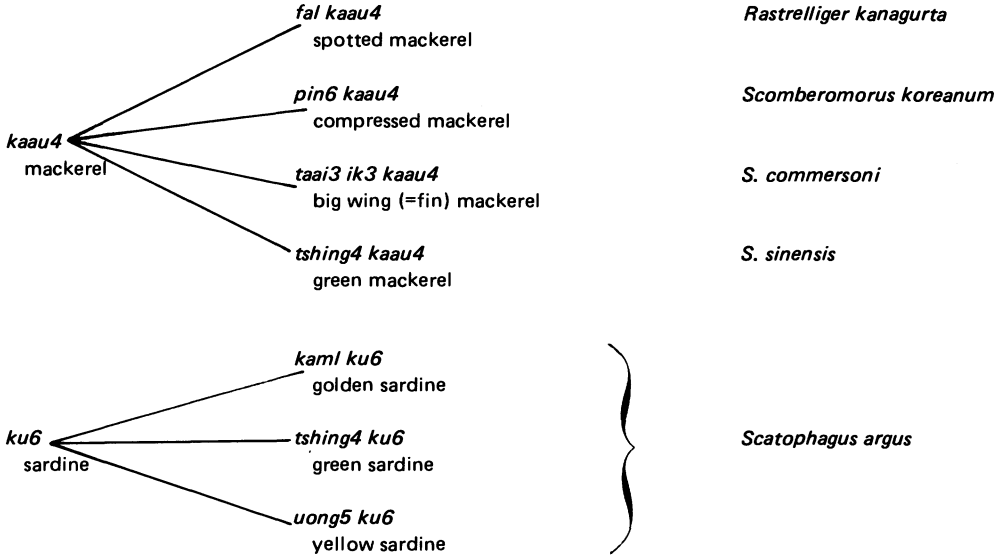 fal kaau4
spotted mackerel
Rastrelliger kanagurta
pin6 kaau4
compressed mackerel
Scomberomorus koreanum
kaau4
mackerel
taai3 ik3 kaau4
big wing (=fin) mackerel
S. commersoni
tshing4 kaau4
green mackerel
S. sinensis
kaml ku6
golden sardine
ku6
sardine
tshing4 ku6
green sardine
Scatophagus argus
uong5 ku6
yellow sardine